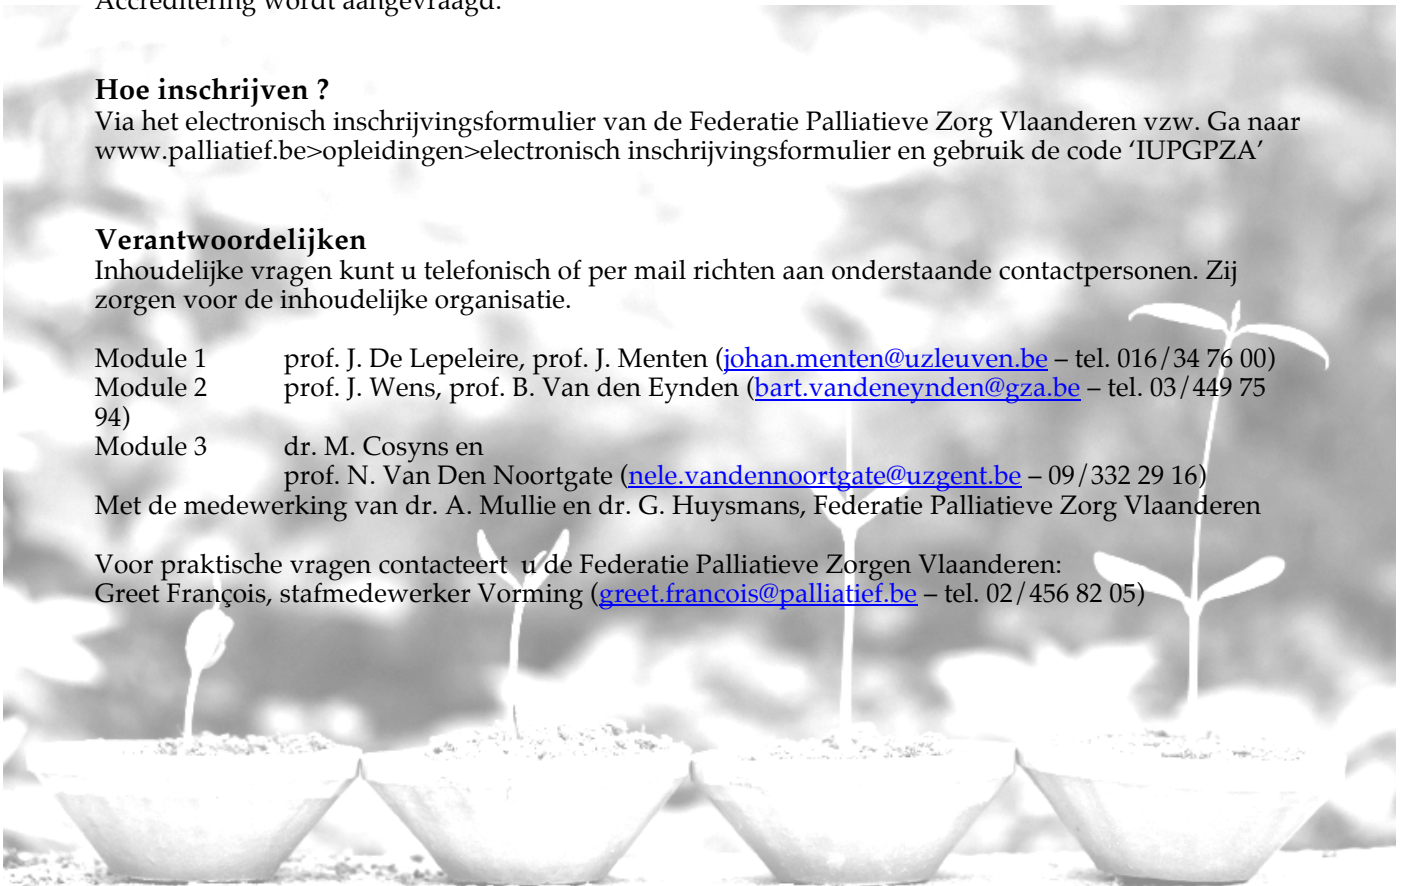 Accreditering wordt aangevraagd.
Hoe inschrijven ?
Via het electronisch inschrijvingsformulier van de Federatie Palliatieve Zorg Vlaanderen vzw. Ga naar
www.palliatief.be>opleidingen>electronisch inschrijvingsformulier en gebruik de code ‘IUPGPZA’
Verantwoordelijken
Inhoudelijke vragen kunt u telefonisch of per mail richten aan onderstaande contactpersonen. Zij
zorgen voor de inhoudelijke organisatie.
Module 1 prof. J. De Lepeleire, prof. J. Menten (johan.menten@uzleuven.be – tel. 016/34 76 00)
Module 2 prof. J. Wens, prof. B. Van den Eynden (bart.vandeneynden@gza.be – tel. 03/449 75
94)
Module 3 dr. M. Cosyns en
prof. N. Van Den Noortgate (nele.vandennoortgate@uzgent.be – 09/332 29 16)
Met de medewerking van dr. A. Mullie en dr. G. Huysmans, Federatie Palliatieve Zorg Vlaanderen
Voor praktische vragen contacteert u de Federatie Palliatieve Zorgen Vlaanderen:
Greet François, stafmedewerker Vorming (greet.francois@palliatief.be – tel. 02/456 82 05)